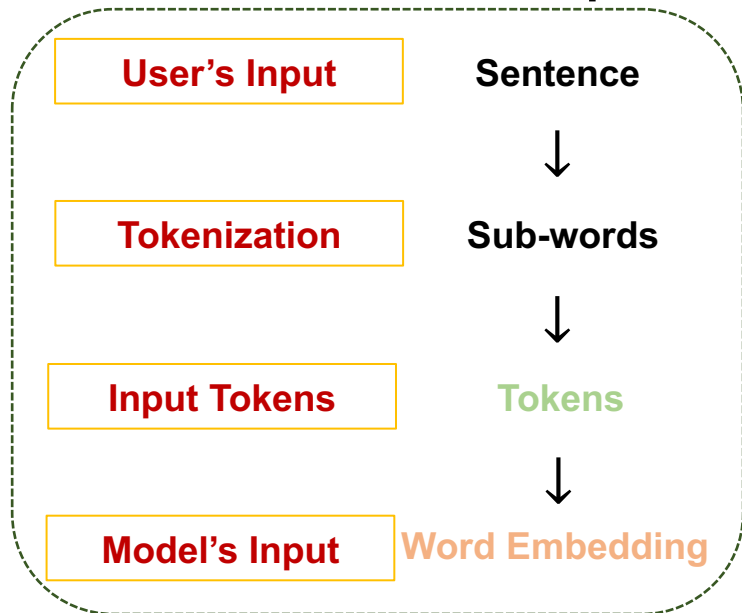 User’s Input Sentence
↓
Tokenization Sub-words
↓
Input Tokens Tokens
↓
Model’s Input Word Embedding